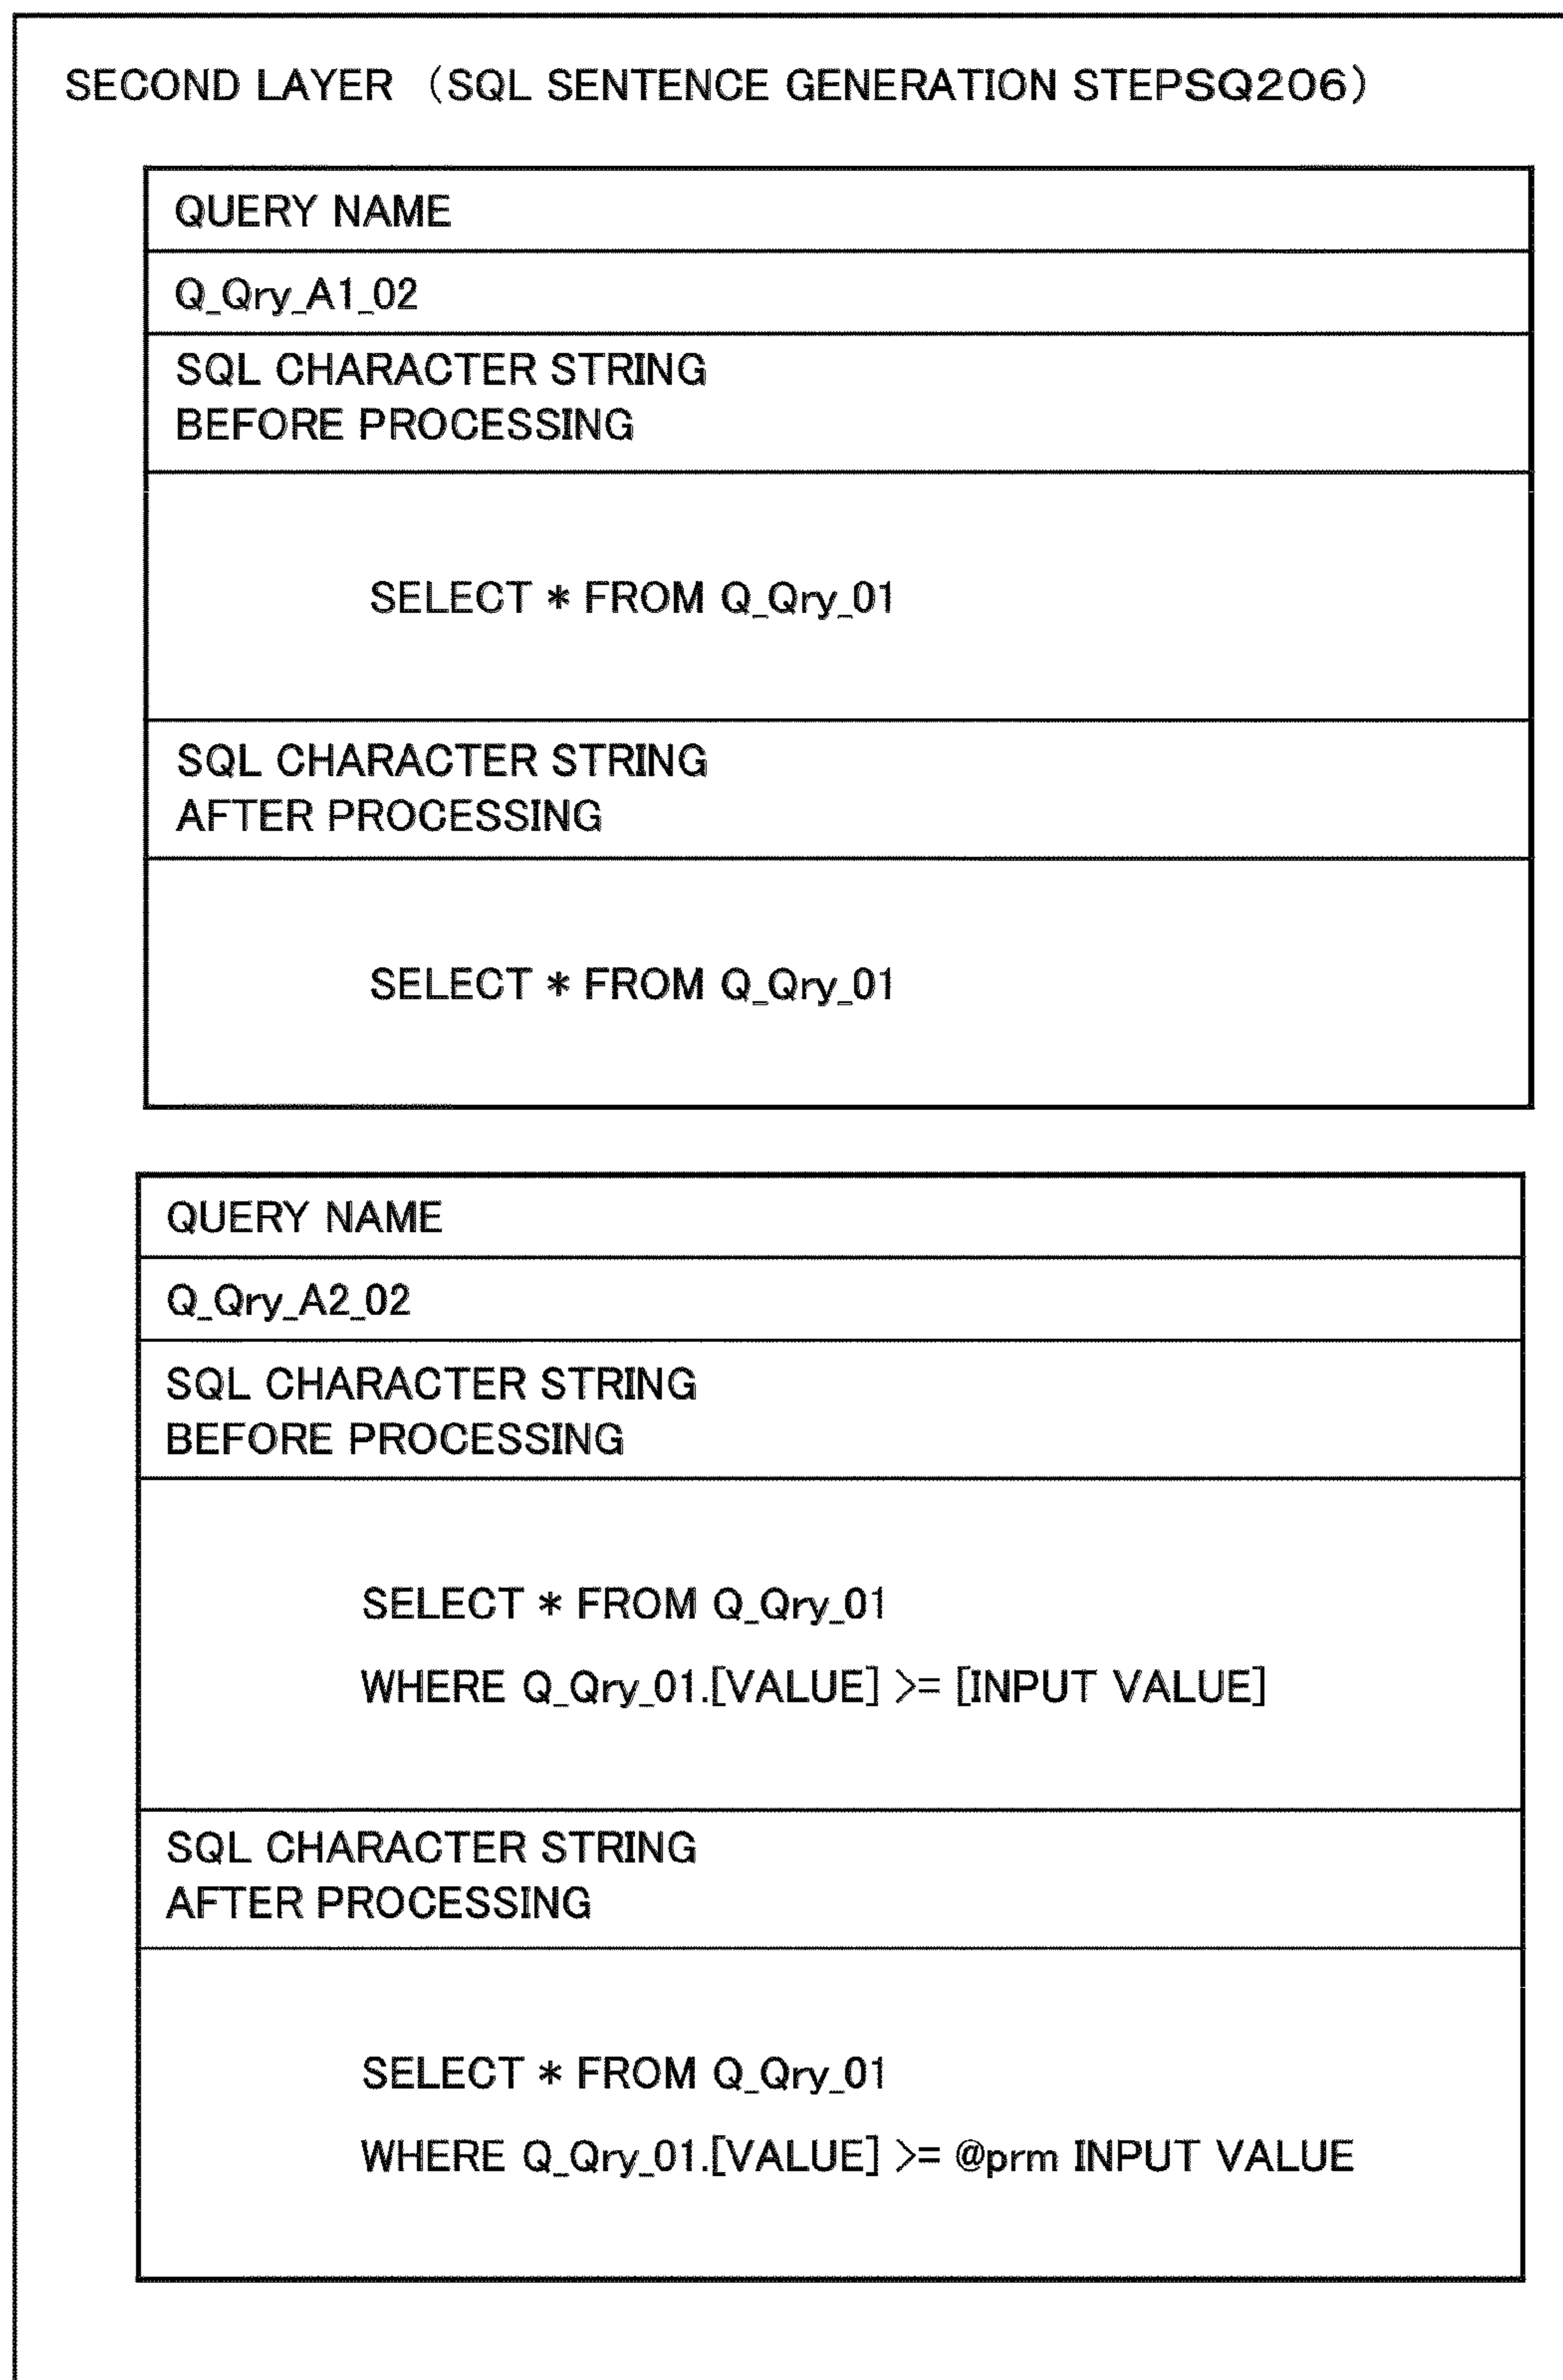 SECOND LAYER （SQL SENTENCE GENERATION STEPSQ206）
QUERY NAME
Q_Qry_A1_02
SQL CHARACTER STRING
BEFORE PROCESSING
SELECT * FROM Q_Qry_01
SQL CHARACTER STRING
AFTER PROCESSING
SELECT * FROM Q_Qry_01
QUERY NAME
Q_Qry_A2_02
SQL CHARACTER STRING
BEFORE PROCESSING
SELECT * FROM Q_Qry_01
WHERE Q_Qry_01.[VALUE] >= [INPUT VALUE]
SQL CHARACTER STRING
AFTER PROCESSING
SELECT * FROM Q_Qry_01
WHERE Q_Qry_01.[VALUE] >= @prm INPUT VALUE